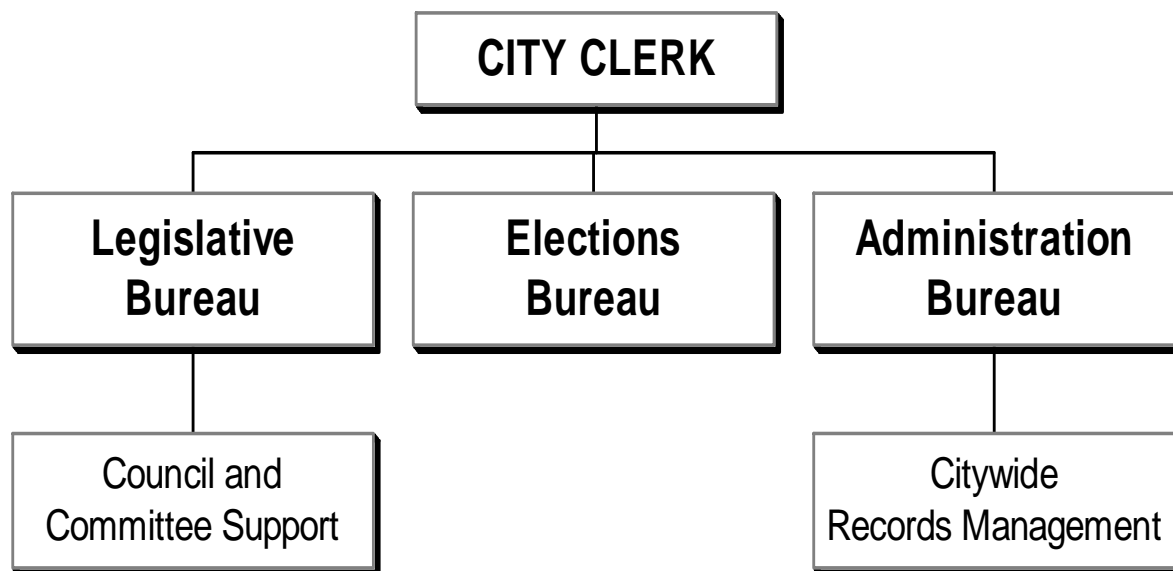 CITY CLERK
Legislative
Bureau
Elections
Bureau
Administration
Bureau
Council and
Committee Support
Citywide
Records Management